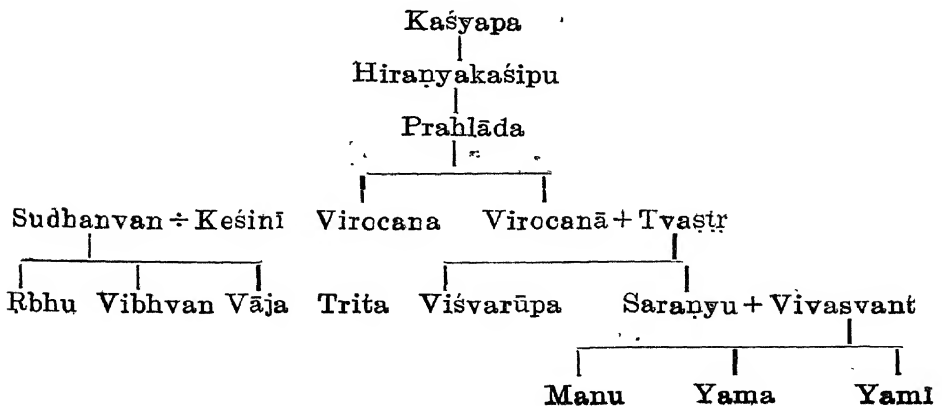 Kaśyapa
Hiraṇyakaśipu
Prahlāda
Sudhanvan ÷ Keśinī Virocana Virocanā + Tvaṣṭṛ
Ṛbhu Vibhvan Vāja Trita Viśvarūpa Saraṇyu + Vivasvant
Manu Yama Yamī